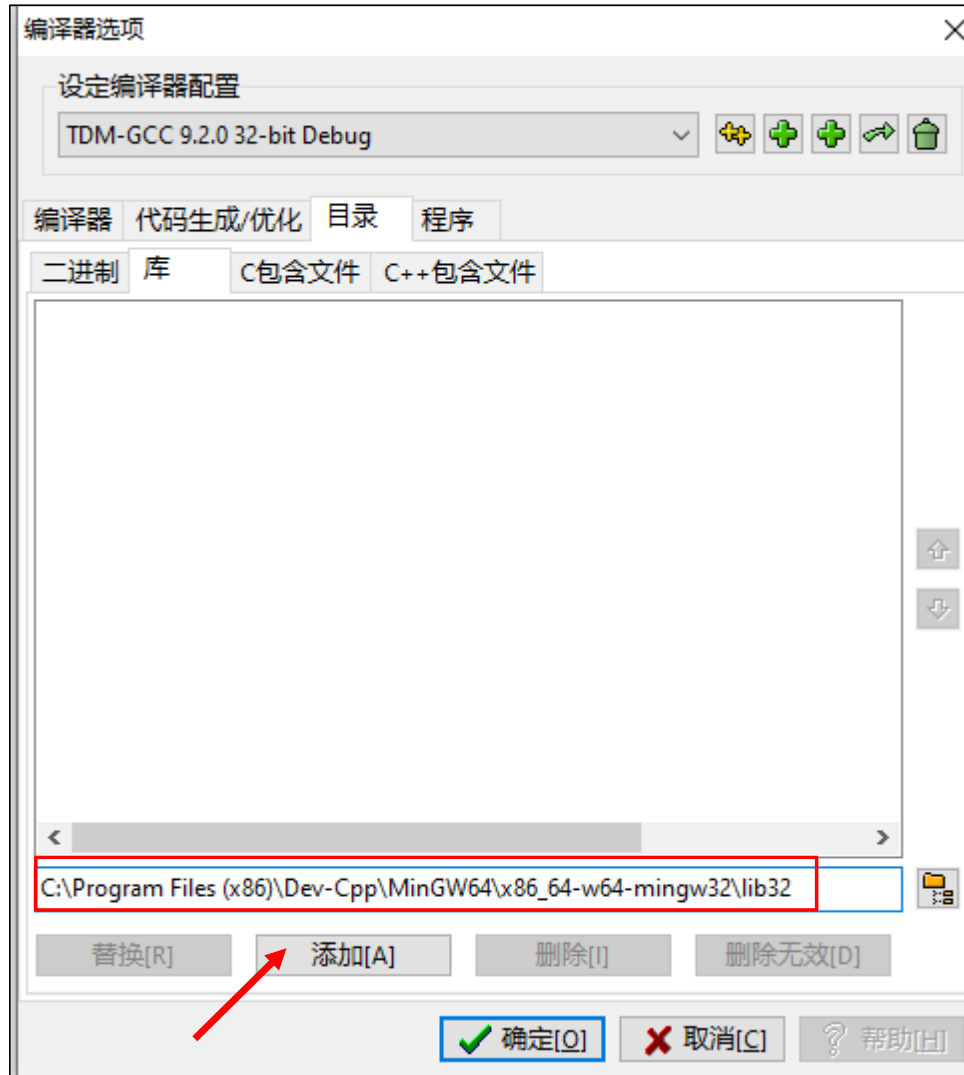 编译器选项
设定编译器配置
TDM-GCC 9.2.0 32-bit Debug
编译器 代码生成/优化 目录 程序
二进制 库 C包含文件 C++包含文件
C:\Program Files (x86)\Dev-Cpp\MinGW64\x86_64-w64-mingw32\lib32
替换[R] 添加[A] 删除[I] 删除无效[D]
确定[O] 取消[C] 帮助[H]